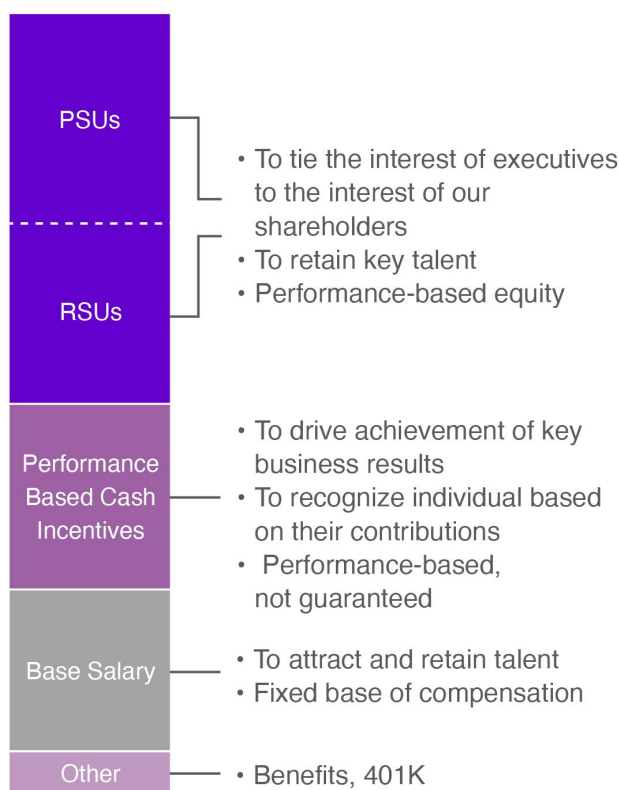 PSUs
RSUs
• To tie the interest of executives
to the interest of our
shareholders
• To retain key talent
• Performance-based equity
Performance
Based Cash
Incentives
• To drive achievement of key
business results
• To recognize individual based
on their contributions
• Performance-based,
not guaranteed
Base Salary
• To attract and retain talent
• Fixed base of compensation
Other
• Benefits, 401K